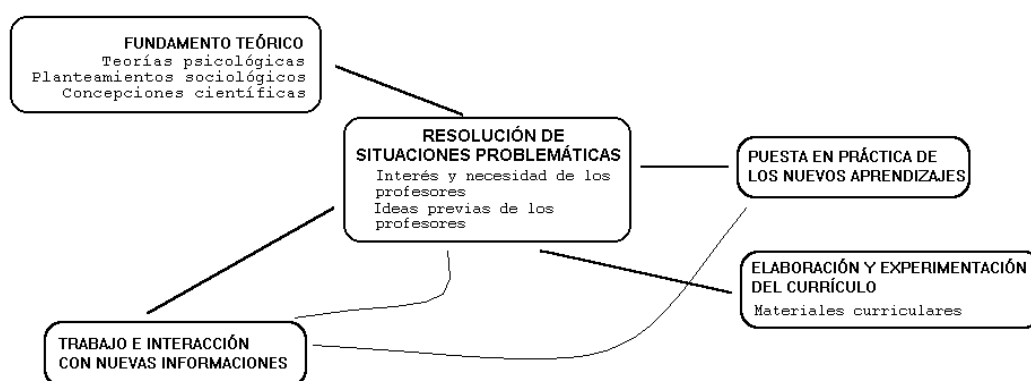 FUNDAMENTO TEÓRICO
Teorías psicológicas
Planteamientos sociológicos
Concepciones científicas
RESOLUCIÓN DE
SITUACIONES PROBLEMÁTICAS
Interés y necesidad de los
profesores
Ideas previas de los
profesores
PUESTA EN PRÁCTICA DE
LOS NUEVOS APRENDIZAJES
ELABORACIÓN Y EXPERIMENTACIÓN
DEL CURRÍCULO
Materiales curriculares
TRABAJO E INTERACCIÓN
CON NUEVAS INFORMACIONES